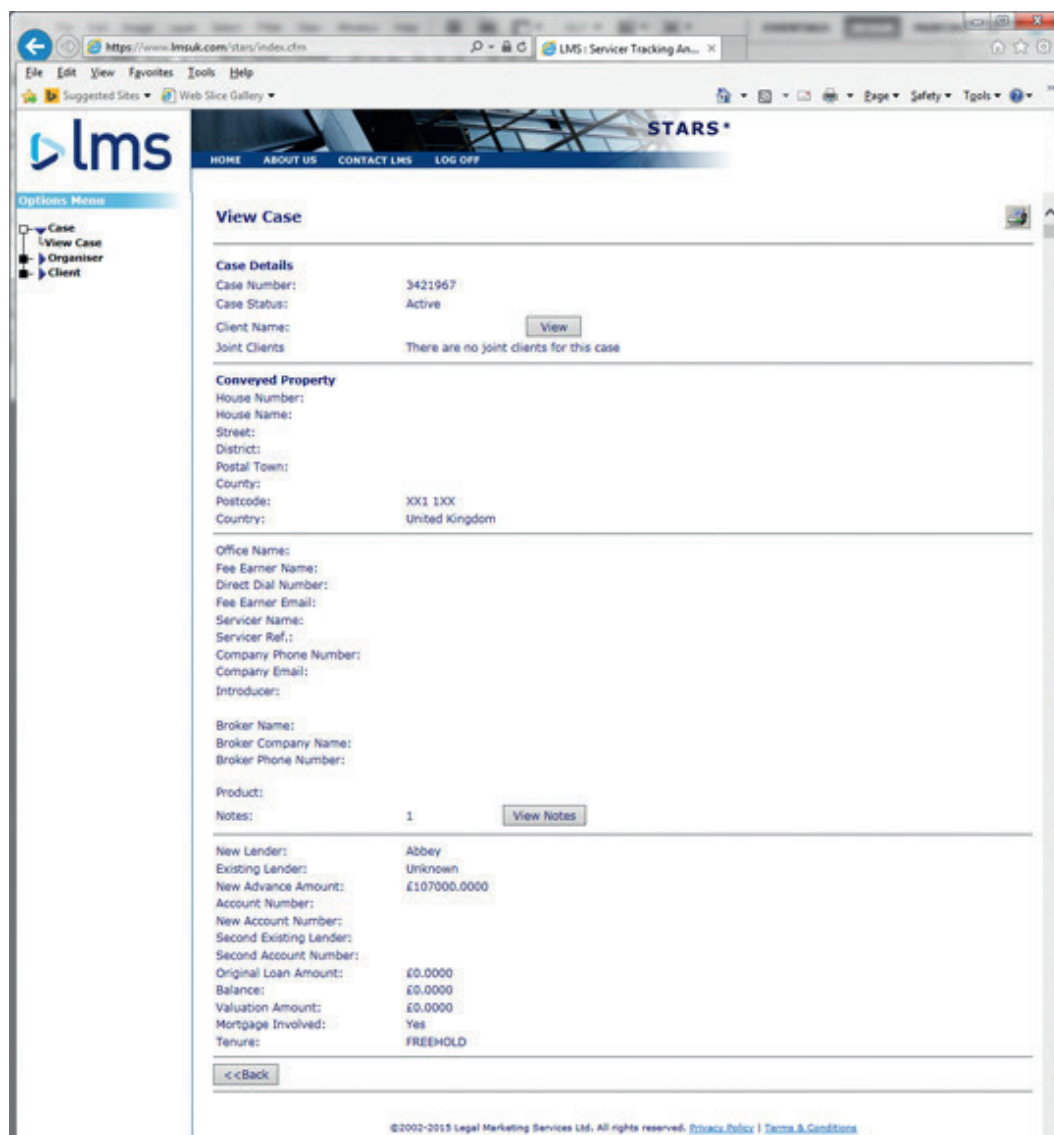 https://www.lmsuk.com/stars/index.cfm
LMS : Servicer Tracking An...
File Edit View Favorites Tools Help
Suggested Sites Web Slice Gallery
Page Safety Tools
lms
STARS*
HOME ABOUT US CONTACT LMS LOG OFF
Options Menu
Case
View Case
Organiser
Client
View Case
Case Details
Case Number: 3421967
Case Status: Active
Client Name: View
Joint Clients There are no joint clients for this case
Conveyed Property
House Number:
House Name:
Street:
District:
Postal Town:
County:
Postcode: XX1 1XX
Country: United Kingdom
Office Name:
Fee Earner Name:
Direct Dial Number:
Fee Earner Email:
Servicer Name:
Servicer Ref.:
Company Phone Number:
Company Email:
Introducer:
Broker Name:
Broker Company Name:
Broker Phone Number:
Product:
Notes: 1 View Notes
New Lender: Abbey
Existing Lender: Unknown
New Advance Amount: £107000.0000
Account Number:
New Account Number:
Second Existing Lender:
Second Account Number:
Original Loan Amount: £0.0000
Balance: £0.0000
Valuation Amount: £0.0000
Mortgage Involved: Yes
Tenure: FREEHOLD
<<Back
©2002-2015 Legal Marketing Services Ltd. All rights reserved. Privacy Policy | Terms & Conditions